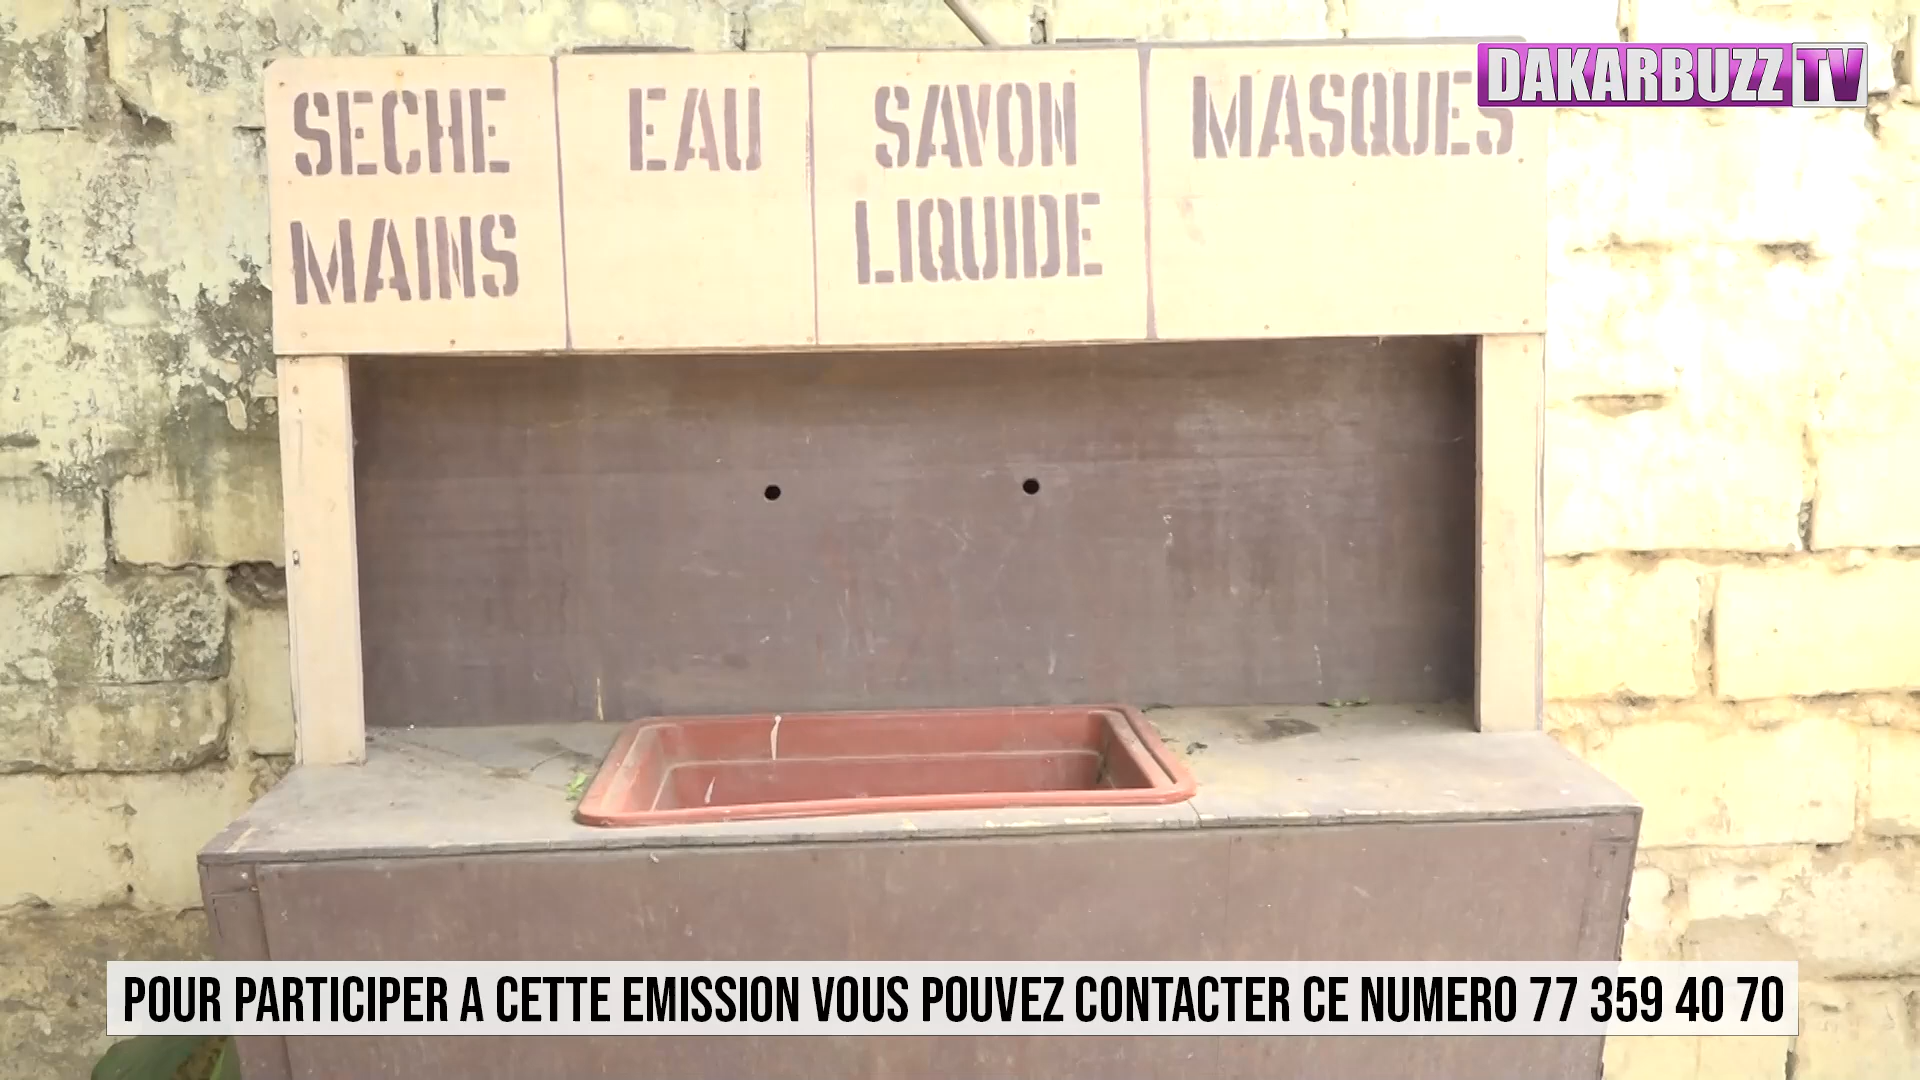 DAKARBUZZ TV
SECHE
MAINS
EAU
SAVON
LIQUIDE
MASQUES
POUR PARTICIPER A CETTE EMISSION VOUS POUVEZ CONTACTER CE NUMERO 77 359 40 70